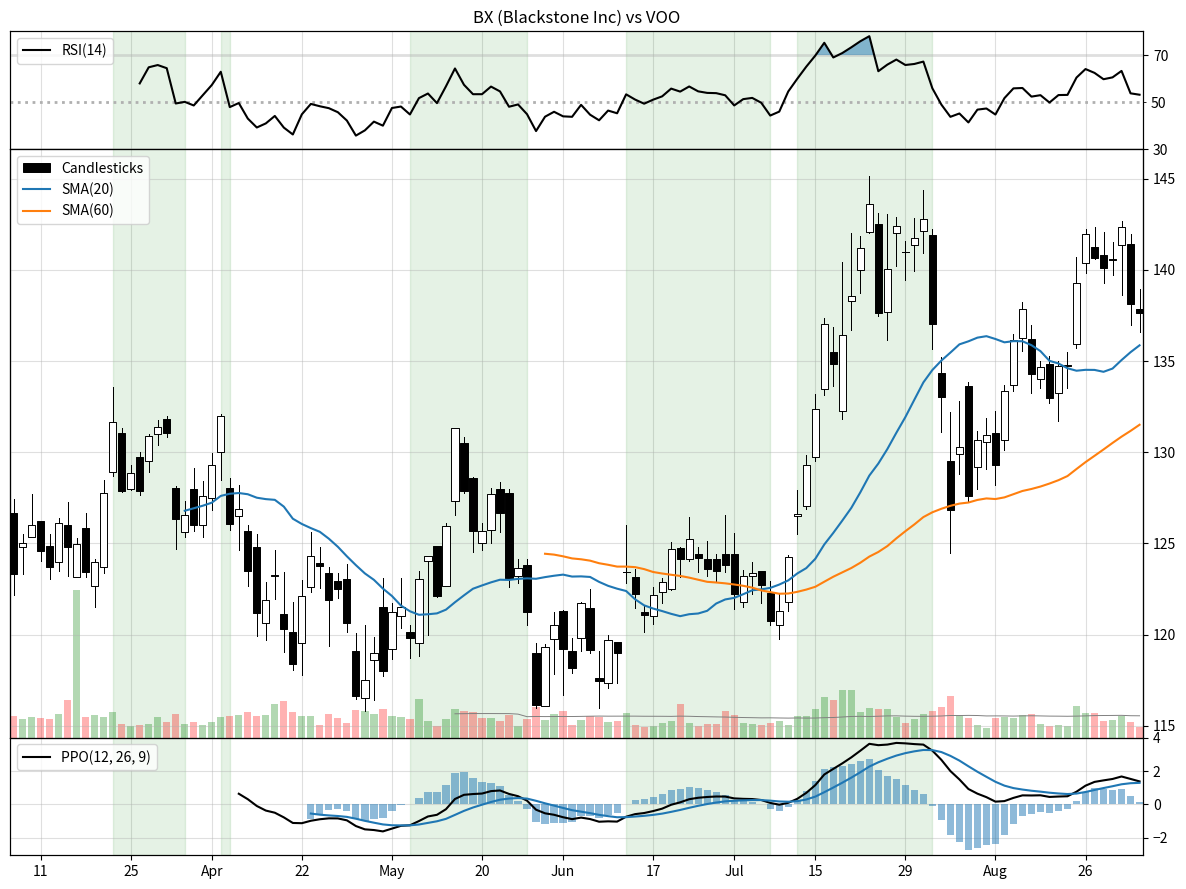 BX (Blackstone Inc) vs VOO
RSI(14)
70
50
30
Candlesticks
SMA(20)
SMA(60)
145
140
135
130
125
120
115
PPO(12, 26, 9)
4
2
0
−2
11 25 Apr 22 May 20 Jun 17 Jul 15 29 Aug 26